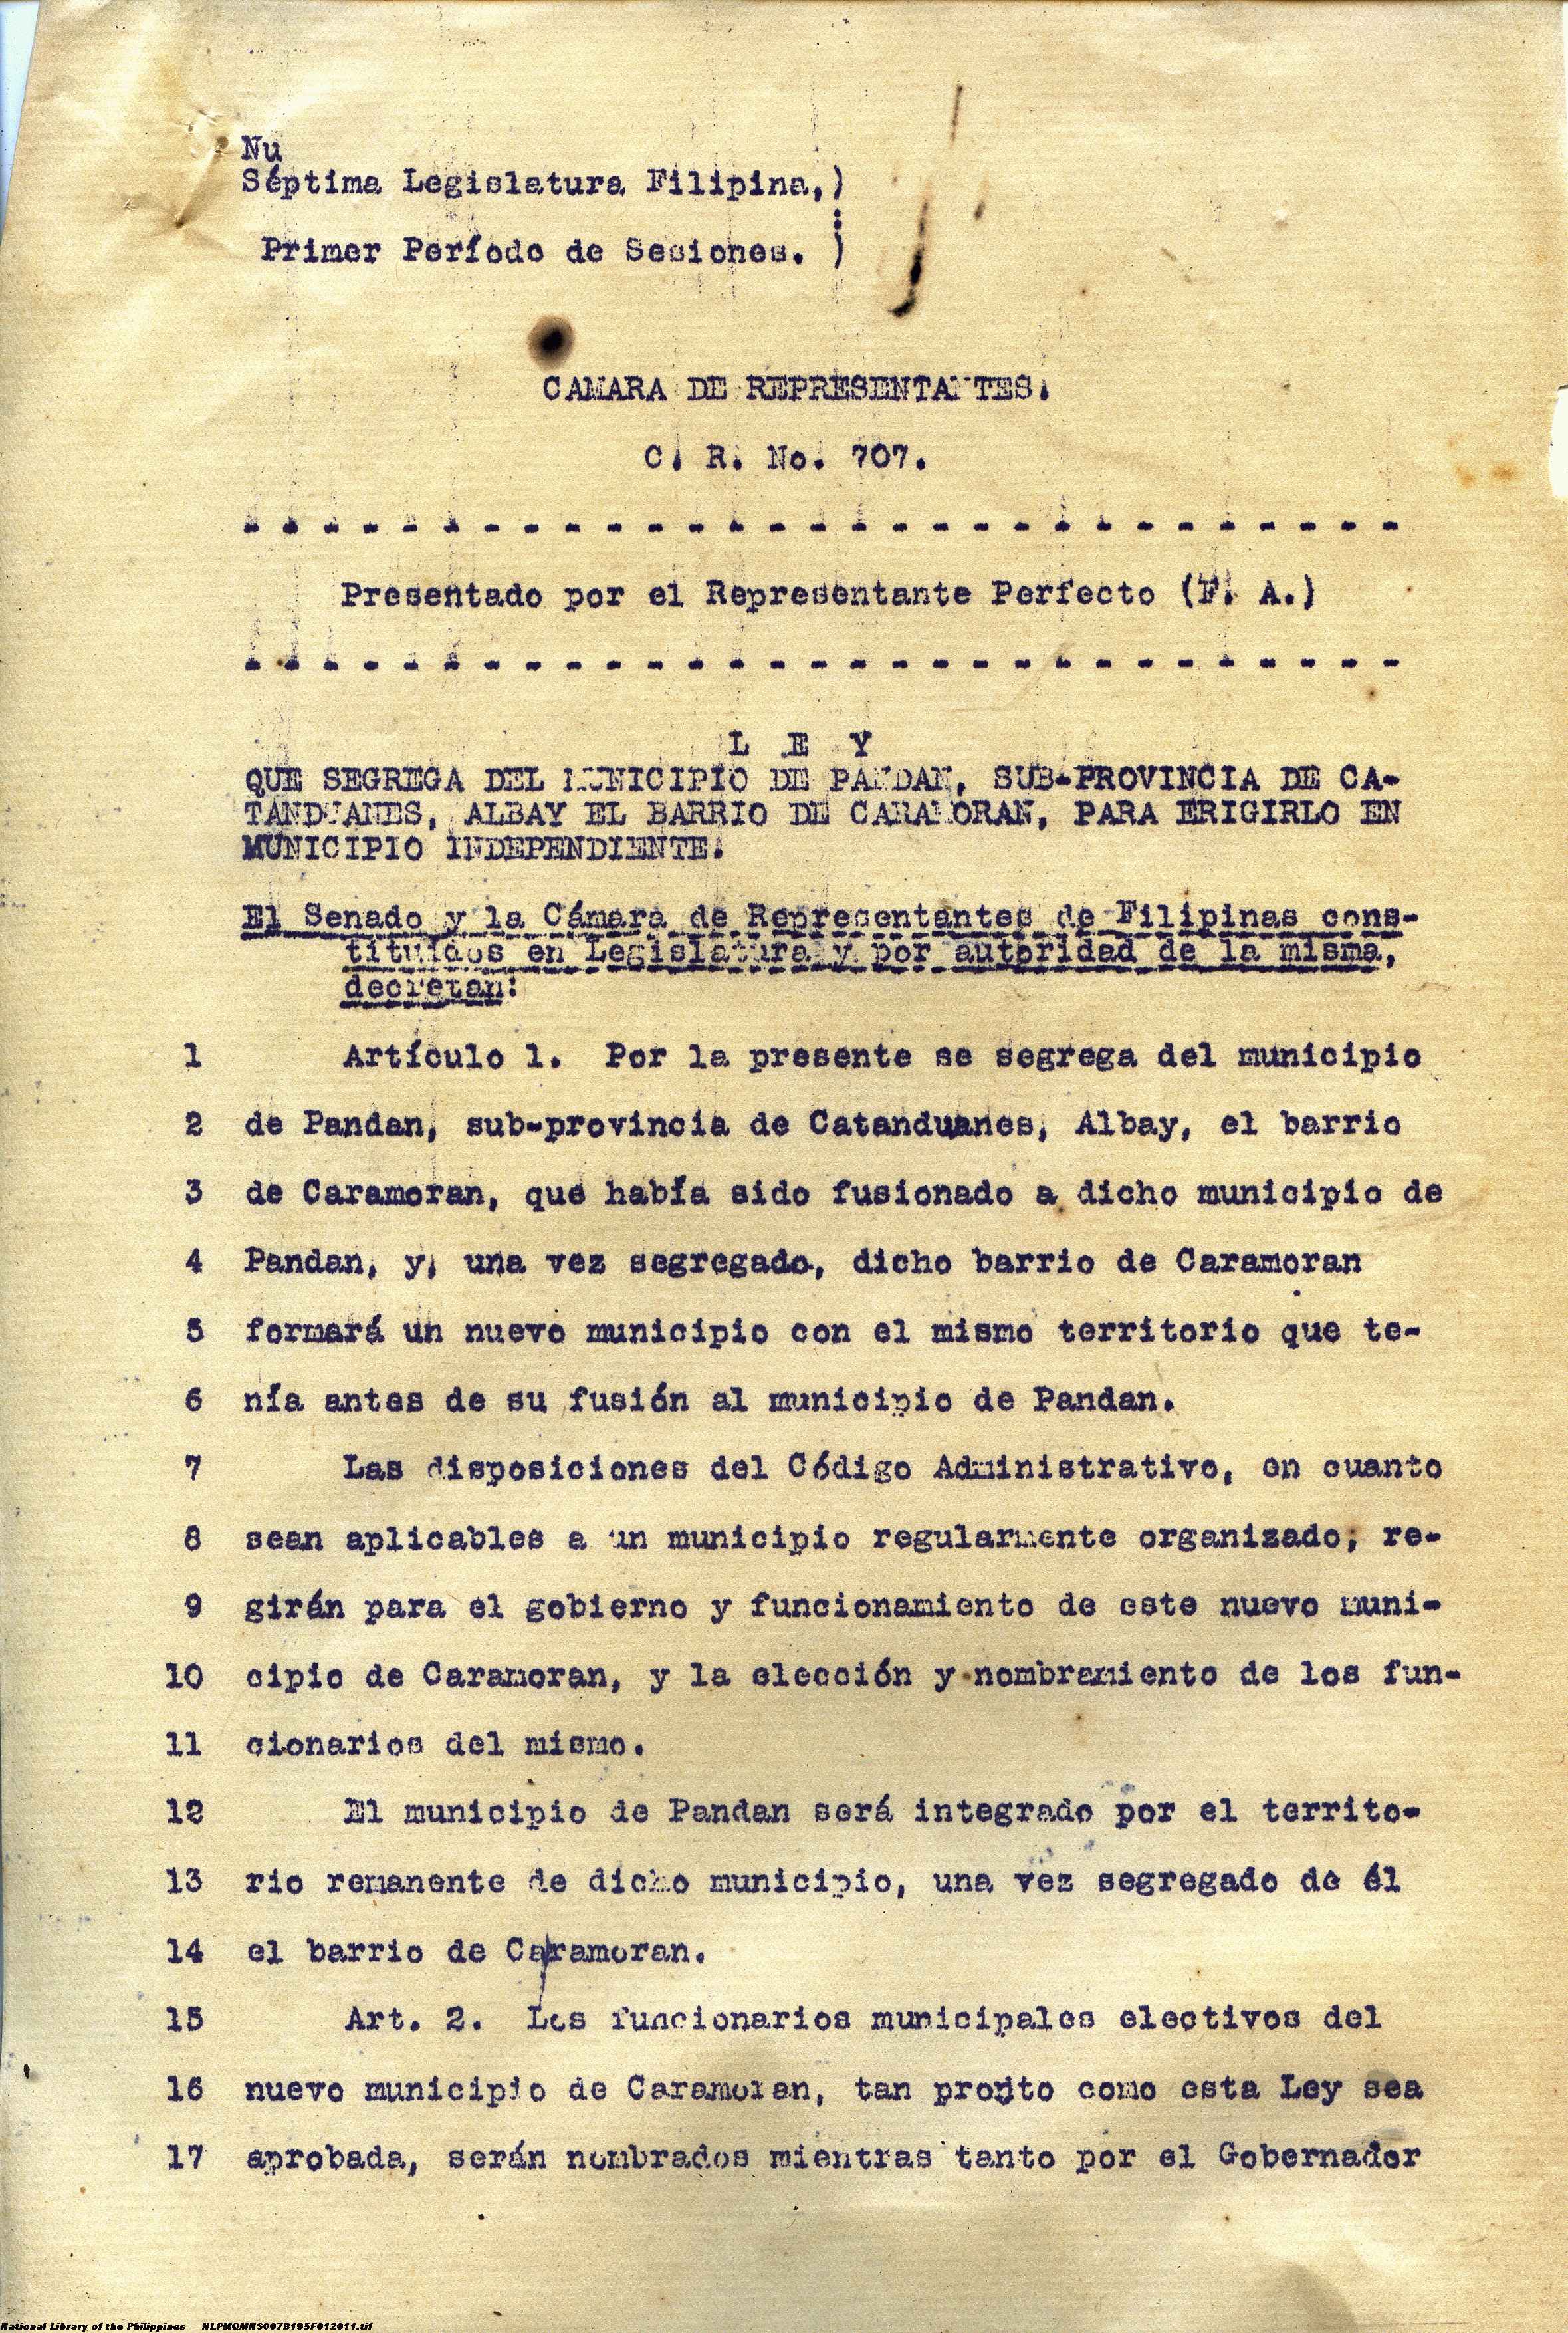 Nu
Séptima Legislatura Filipina,)
:
Primer Período de Sesiones. )
CAMARA DE REPRESENTANTES.
C. R. No. 707.
- - - - - - - - - - - - - - - - - - - - - - - - - - - - -
Presentado por el Representante Perfecto (F. A.)
- - - - - - - - - - - - - - - - - - - - - - - - - - - - -
L E Y
QUE SEGREGA DEL MUNICIPIO DE PANDAN, SUB-PROVINCIA DE CA-
TANDUANES, ALBAY EL BARRIO DE CARAMORAN, PARA ERIGIRLO EN
MUNICIPIO INDEPENDIENTE.
El Senado y la Cámara de Representantes de Filipinas cons-
tituídos en Legislatura y por autoridad de la misma,
decretan:
1 Artículo 1. Por la presente se segrega del municipio
2 de Pandan, sub-provincia de Catanduanes, Albay, el barrio
3 de Caramoran, que había sido fusionado a dicho municipio de
4 Pandan, y, una vez segregado, dicho barrio de Caramoran
5 formará un nuevo municipio con el mismo territorio que te-
6 nía antes de su fusión al municipio de Pandan.
7 Las disposiciones del Código Administrativo, en cuanto
8 sean aplicables a un municipio regularmente organizado, re-
9 girán para el gobierno y funcionamiento de este nuevo muni-
10 cipio de Caramoran, y la elección y nombramiento de los fun-
11 cionarios del mismo.
12 El municipio de Pandan será integrado por el territo-
13 rio remanente de dicho municipio, una vez segregado de él
14 el barrio de Caramoran.
15 Art. 2. Los funcionarios municipales electivos del
16 nuevo municipio de Caramoran, tan pronto como esta Ley sea
17 aprobada, serán nombrados mientras tanto por el Gobernador
National Library of the Philippines NLPMQMNS007B195F012011.tif